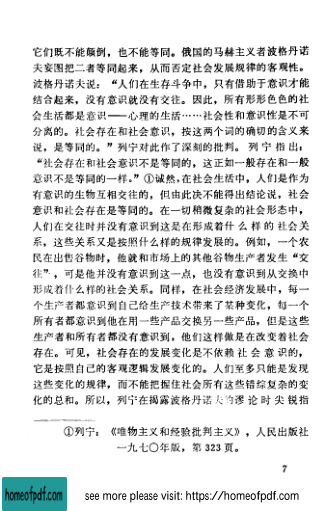 它们既不能颠倒，也不能等同。俄国的马赫主义者波格丹诺
夫妄图把二者等同起来，从而否定社会发展规律的客观性。
波格丹诺夫说：“人们在生存斗争中，只有借助于意识才能
结合起来，没有意识就没有交往。因此，所有形形色色的社
会生活都是意识——心理的生活……社会性和意识性是不可
分离的。社会存在和社会意识，按这两个词的确切的含义来
说，是等同的。”列宁对此作了深刻的批判。列宁指出：
“社会存在和社会意识不是等同的，这正如一般存在和一般
意识不是等同的一样。”①诚然，在社会生活中，人们是作为
有意识的生物互相交往的，但由此决不能得出结论说，社会
意识和社会存在是等同的。在一切稍微复杂的社会形态中，
人们在交往时并没有意识到这是在形成着什么样的社会关
系，这些关系又是按照什么样的规律发展的。例如，一个农
民在出售谷物时，他就和市场上的其他谷物生产者发生“交
往”，可是他并没有意识到这一点，也没有意识到从交换中
形成着什么样的社会关系。同样，在社会经济发展中，每一
个生产者都意识到自己给生产技术带来了某种变化，每一个
所有者都意识到他在用一些产品交换另一些产品，但是这些
生产者和所有者都没有意识到，他们这样做是在改变着社会
存在。可见，社会存在的发展变化是不依赖社会意识的，
它是按照自己的客观逻辑发展变化的。人们至多只能是发现
这些变化的规律，而不能把握住社会所有这些错综复杂的变
化的总和。所以，列宁在揭露波格丹诺夫的谬论时尖锐指
①列宁：《唯物主义和经验批判主义》，人民出版社
一九七〇年版，第323页。
7
homeofpdf.com
see more please visit: https://homeofpdf.com